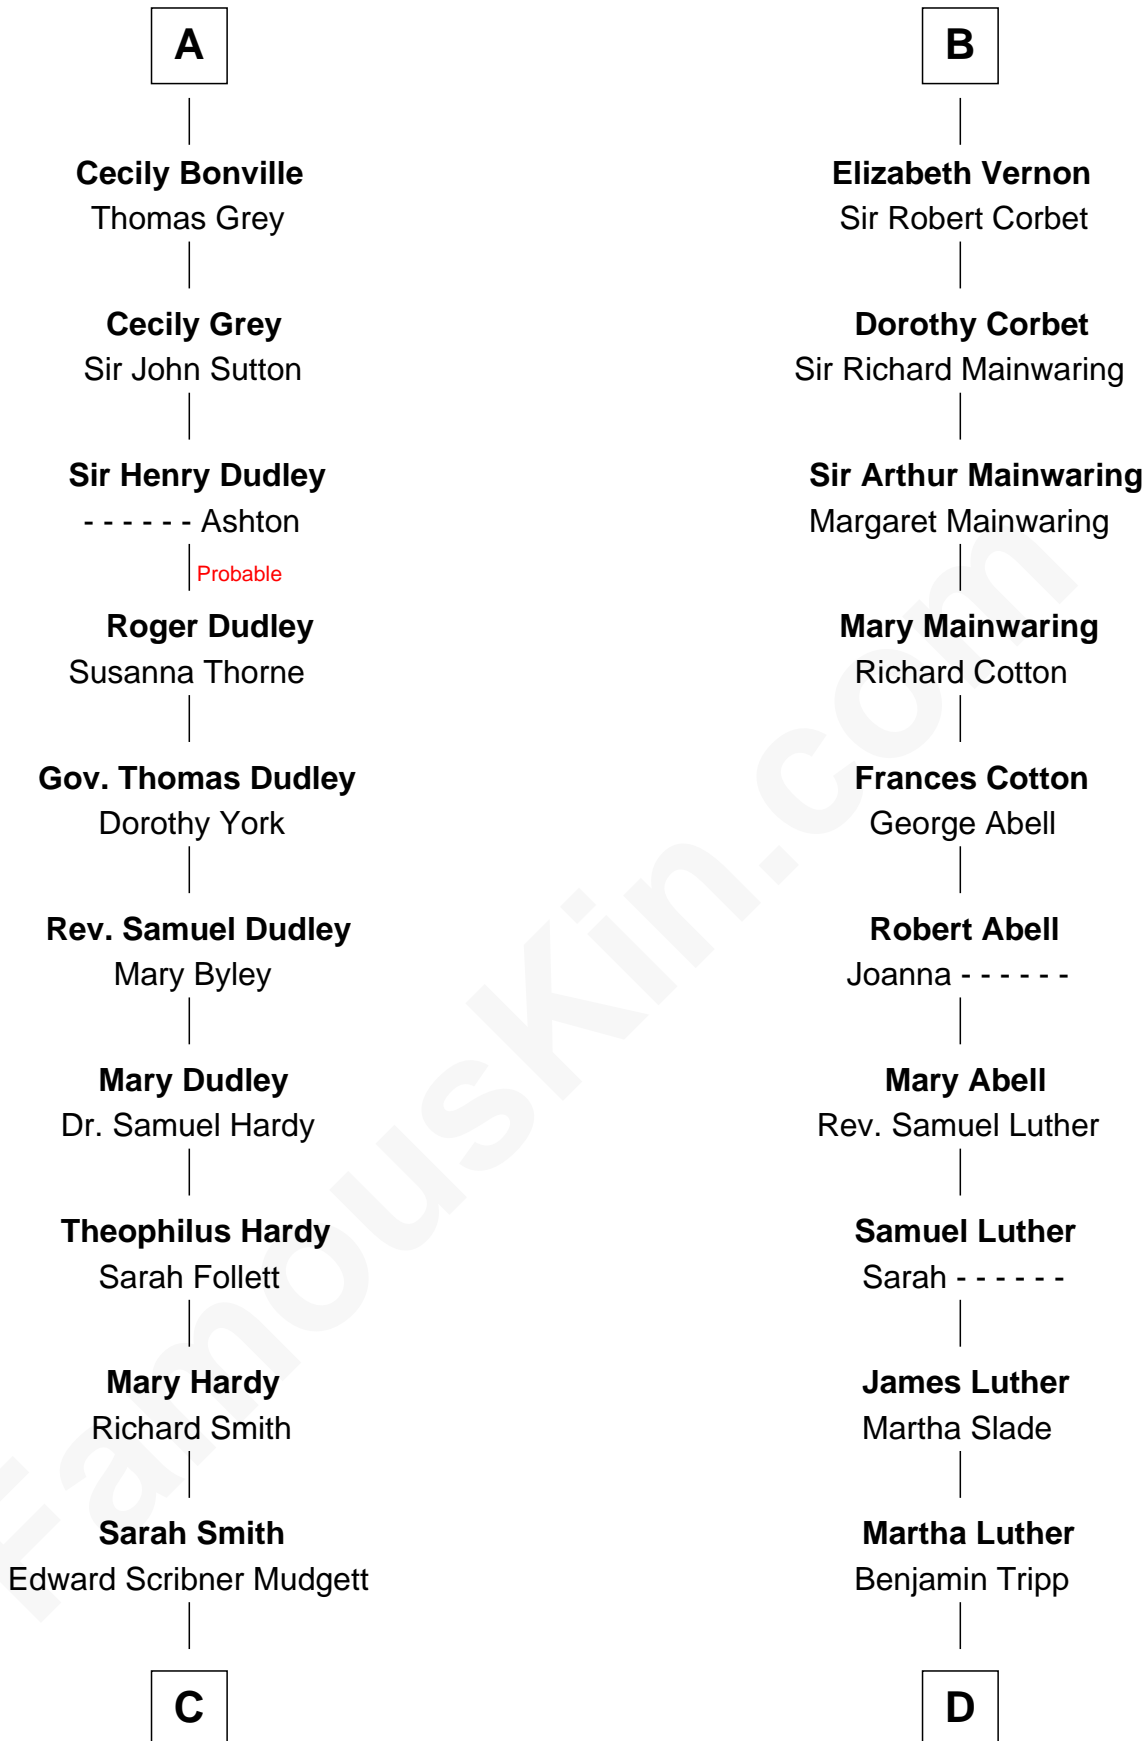 A
Cecily Bonville
Thomas Grey
Cecily Grey
Sir John Sutton
Sir Henry Dudley
- - - - - - Ashton
Probable
Roger Dudley
Susanna Thorne
Gov. Thomas Dudley
Dorothy York
Rev. Samuel Dudley
Mary Byley
Mary Dudley
Dr. Samuel Hardy
Theophilus Hardy
Sarah Follett
Mary Hardy
Richard Smith
Sarah Smith
Edward Scribner Mudgett
C
B
Elizabeth Vernon
Sir Robert Corbet
Dorothy Corbet
Sir Richard Mainwaring
Sir Arthur Mainwaring
Margaret Mainwaring
Mary Mainwaring
Richard Cotton
Frances Cotton
George Abell
Robert Abell
Joanna - - - - - -
Mary Abell
Rev. Samuel Luther
Samuel Luther
Sarah - - - - - -
James Luther
Martha Slade
Martha Luther
Benjamin Tripp
D
FamousKin.com